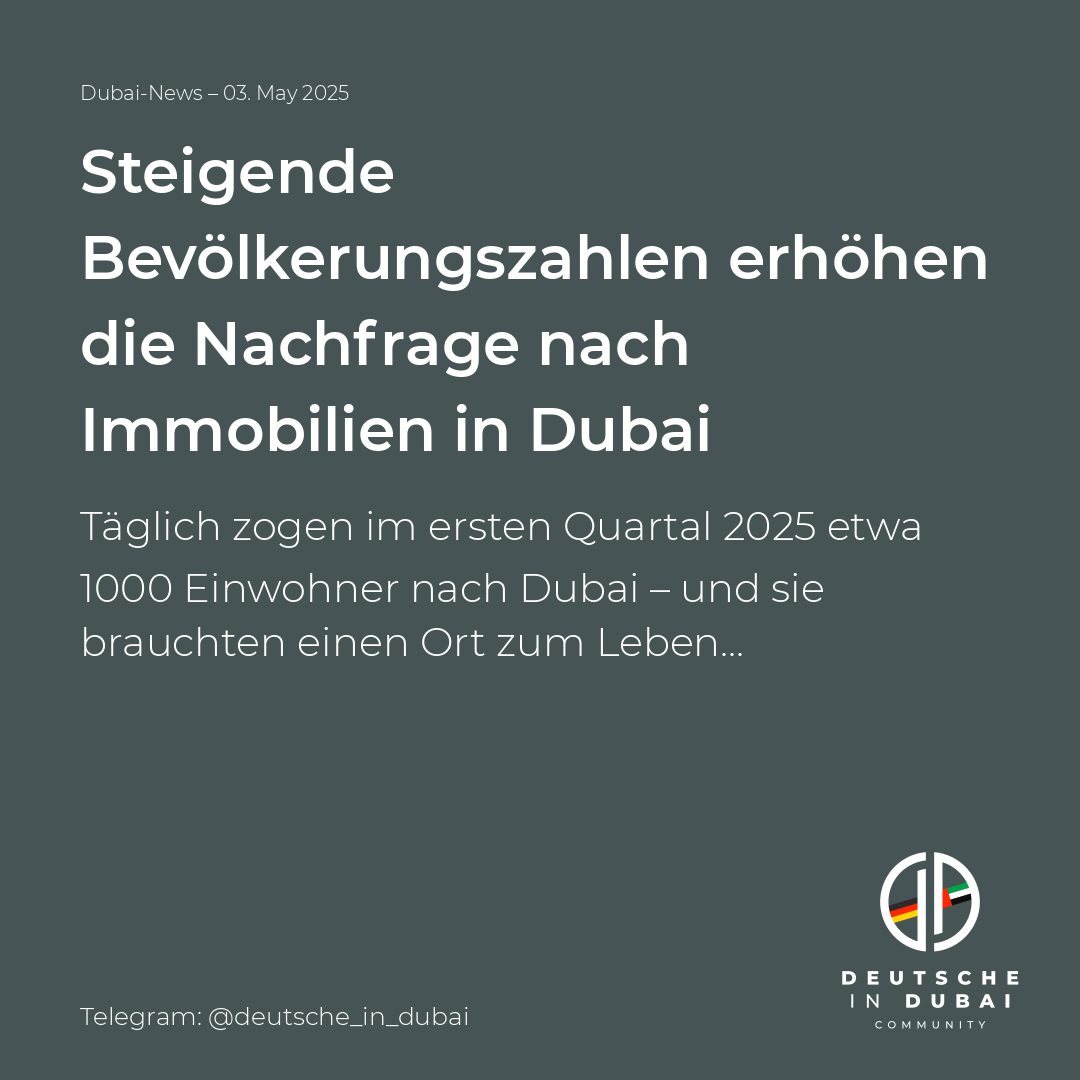 Dubai-News – 03. May 2025
Steigende
Bevölkerungszahlen erhöhen
die Nachfrage nach
Immobilien in Dubai
Täglich zogen im ersten Quartal 2025 etwa
1000 Einwohner nach Dubai – und sie
brauchten einen Ort zum Leben...
DEUTSCHE
IN DUBAI
COMMUNITY
Telegram: @deutsche_in_dubai